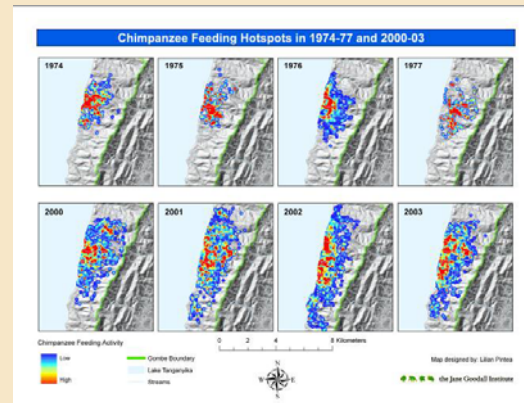 Chimpanzee Feeding Hotspots in 1974-77 and 2000-03
1974
1975
1976
1977
2000
2001
2002
2003
Chimpanzee Feeding Activity
Low
High
Gombe Boundary
Lake Tanganyika
Streams
0 2 4 8 Kilometers
N
W E
S
Map designed by: Lilian Pintea
the Jane Goodall Institute